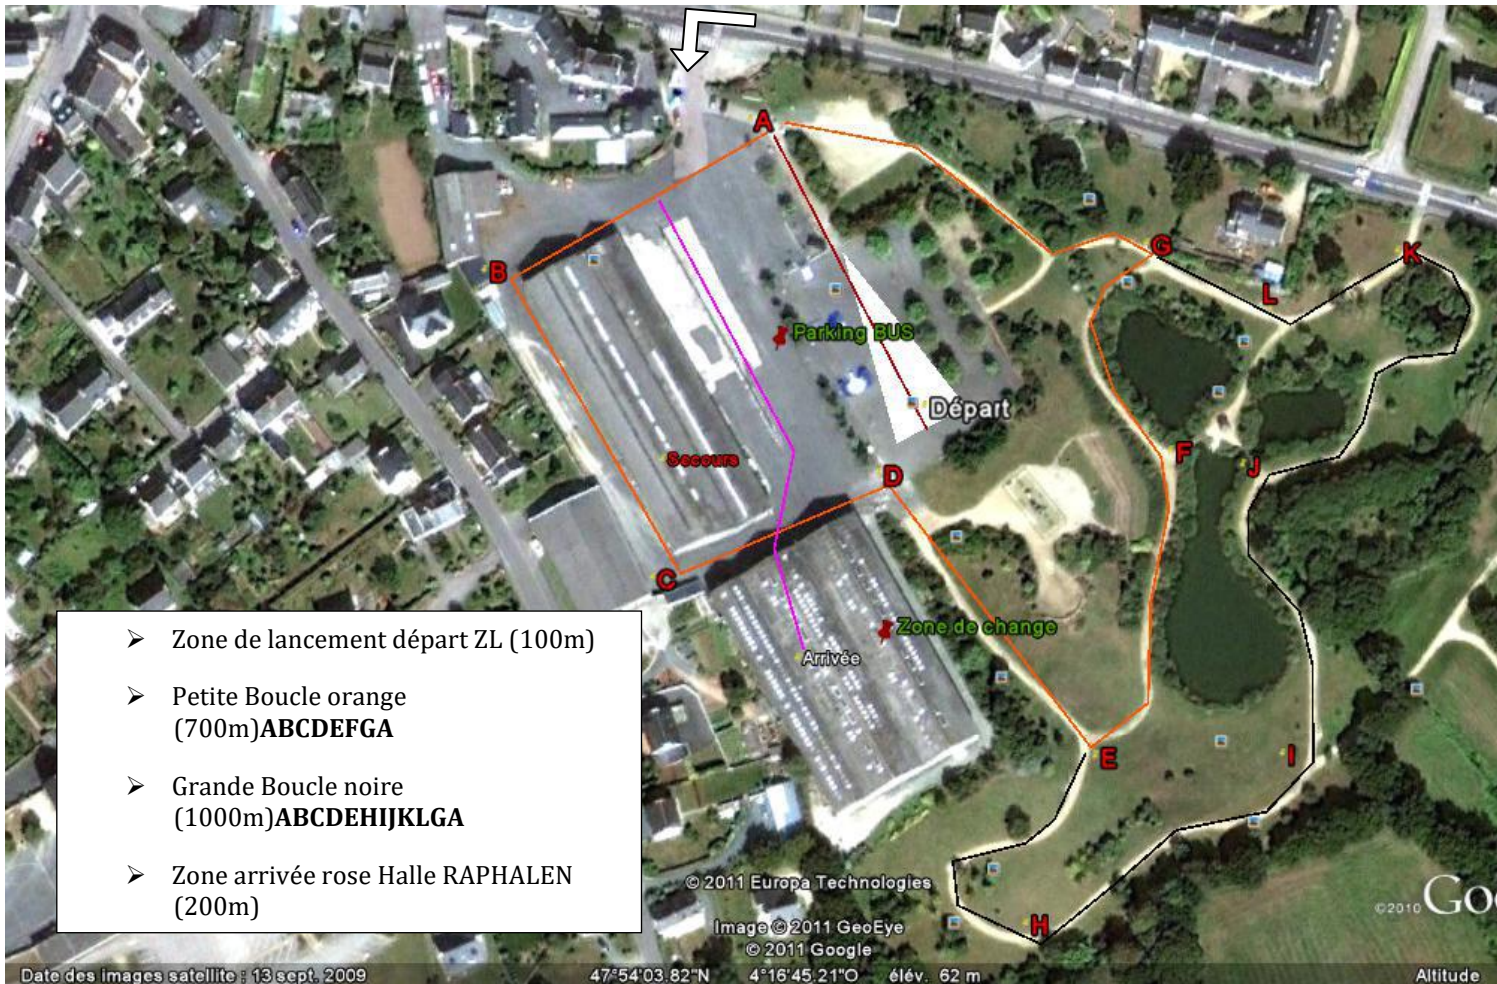 A
B
G
K
L
Parking BUS
Départ
Secours
D
F
J
C
Zone de change
Arrivée
E
I
H
➢ Zone de lancement départ ZL (100m)
➢ Petite Boucle orange
(700m)ABCDEFGA
➢ Grande Boucle noire
(1000m)ABCDEHIJKLGA
➢ Zone arrivée rose Halle RAPHALEN
(200m)
© 2011 Europa Technologies
Image © 2011 GeoEye
© 2011 Google
©2010 Goo
Date des images satellite : 13 sept. 2009 47°54'03.82"N 4°16'45.21"O élév. 62 m Altitude